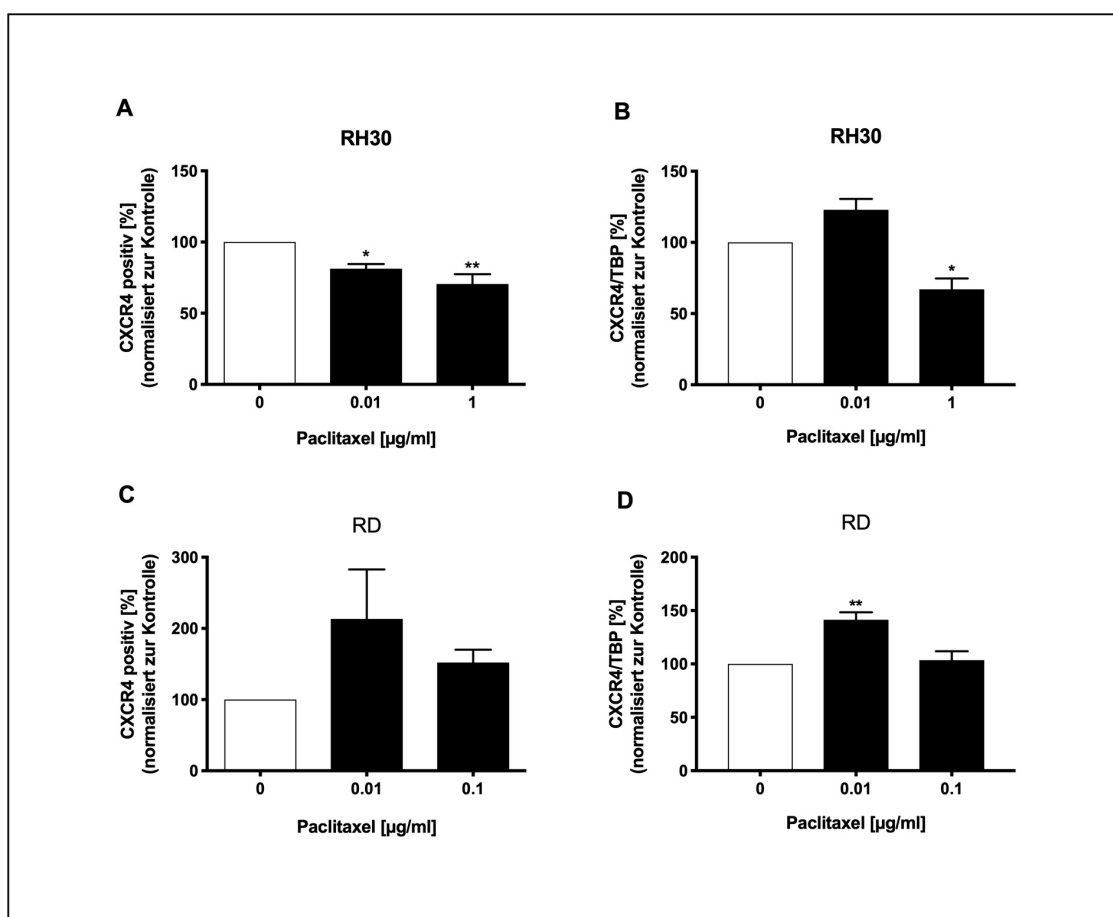 A
RH30
CXCR4 positiv [%]
(normalisiert zur Kontrolle)
150
100
50
0
*
**
0
0.01
1
Paclitaxel [µg/ml]
B
RH30
CXCR4/TBP [%]
(normalisiert zur Kontrolle)
150
100
50
0
*
0
0.01
1
Paclitaxel [µg/ml]
C
RD
CXCR4 positiv [%]
(normalisiert zur Kontrolle)
300
200
100
0
0
0.01
0.1
Paclitaxel [µg/ml]
D
RD
CXCR4/TBP [%]
(normalisiert zur Kontrolle)
200
150
100
50
0
**
0
0.01
0.1
Paclitaxel [µg/ml]